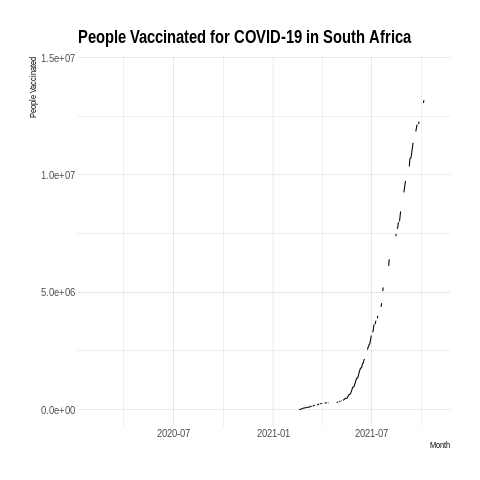 People Vaccinated for COVID-19 in South Africa
People Vaccinated
1.5e+07
1.0e+07
5.0e+06
0.0e+00
2020-07
2021-01
2021-07
Month